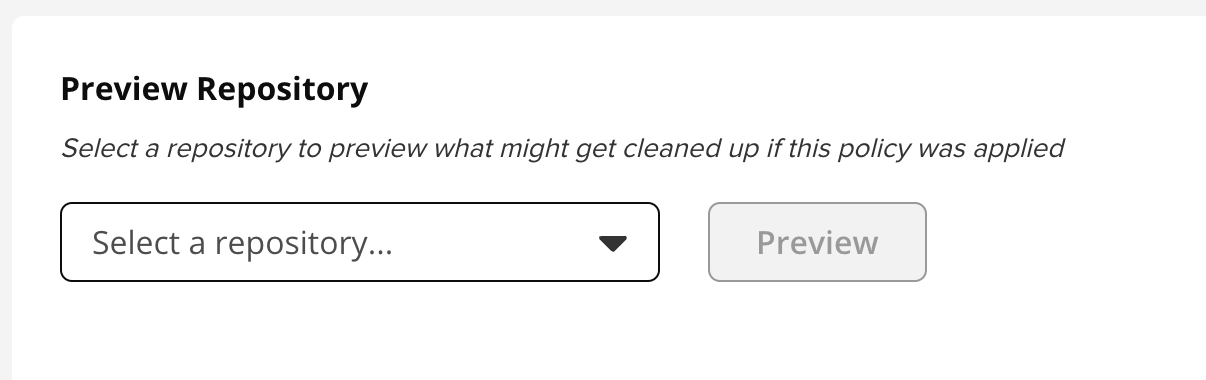 Preview Repository
Select a repository to preview what might get cleaned up if this policy was applied
Select a repository...
Preview